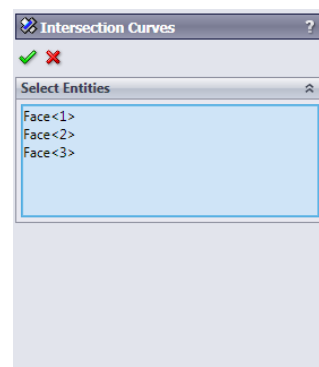 Intersection Curves ?
Select Entities
Face<1>
Face<2>
Face<3>